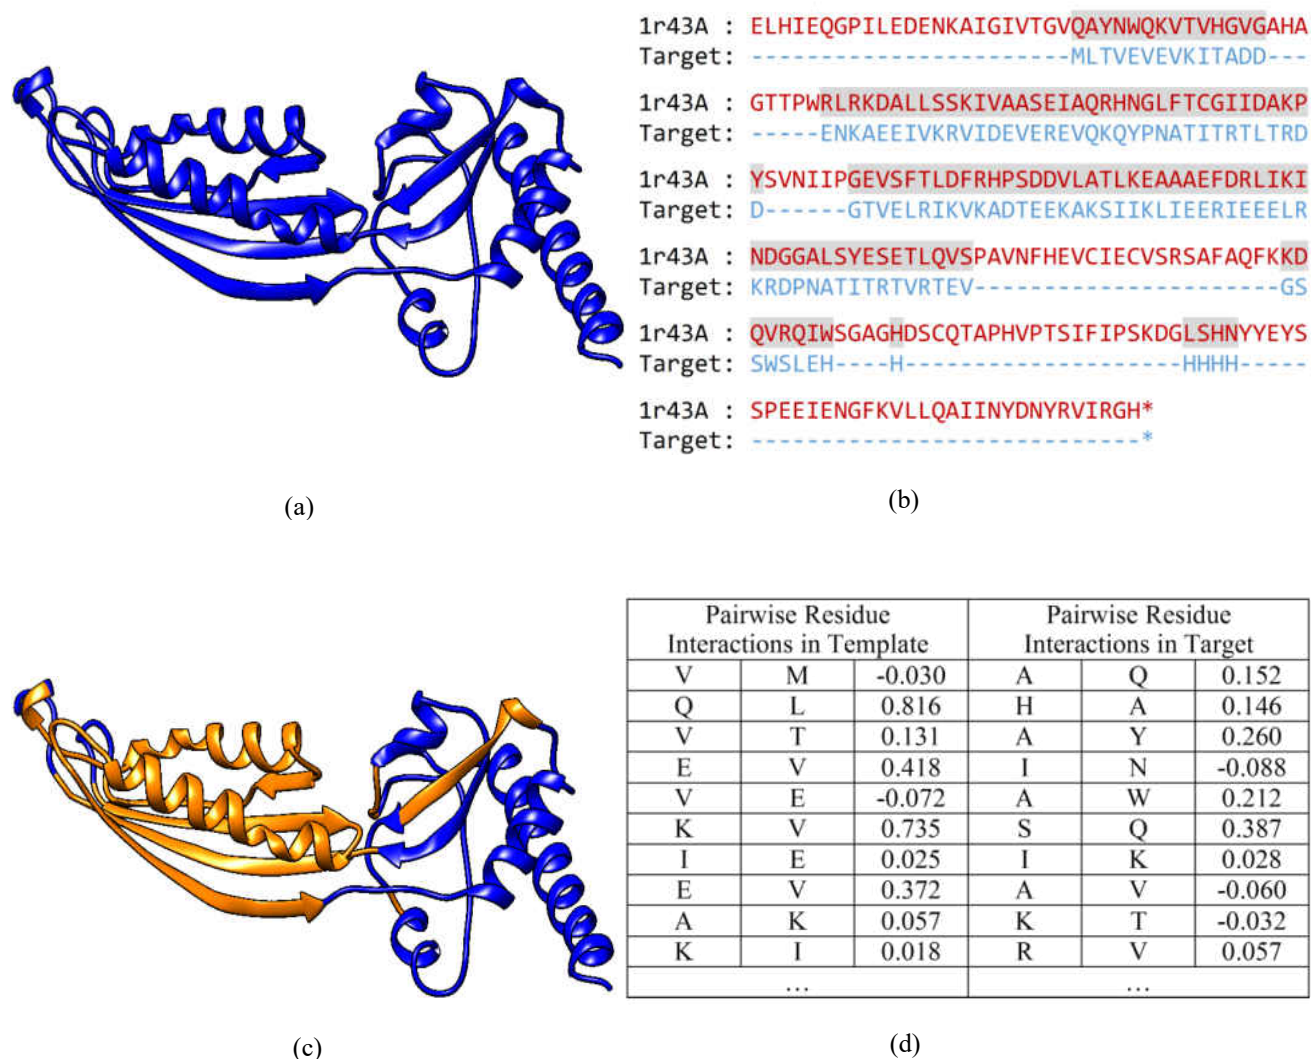 1r43A : ELHIEQGPILEDENKAIGIVTGVQAYNWQKVTVHGVGAHA
Target: -----------------------MLTVEVEVKITADD---
1r43A : GTTPWRLRKDALLSSKIVAASEIAQRHNGLFTCGIIDAKP
Target: -----ENKAEEIVKRVIDEVEREVQKQYPNATITRTLTRD
1r43A : YSVNIIPGEVSFTLDFRHPSDDVLATLKEAAAEFDRLIKI
Target: D------GTVELRIKVKADTEEKAKSIIKLIEERIEEELR
1r43A : NDGGALSYESETLQVSPAVNFHEVCIECVSRSAFAQFKKD
Target: KRDPNATITRTVRTEV----------------------GS
1r43A : QVRQIWSGAGHDSCQTAPHVPTSIFIPSKDGLSHNYYEYS
Target: SWSLEH----H--------------------HHHH-----
1r43A : SPEEIENGFKVLLQAIINYDNYRVIRGH*
Target: ----------------------------*
(a)
(b)
Pairwise Residue Interactions in Template Pairwise Residue Interactions in Target
V M -0.030 A Q 0.152
Q L 0.816 H A 0.146
V T 0.131 A Y 0.260
E V 0.418 I N -0.088
V E -0.072 A W 0.212
K V 0.735 S Q 0.387
I E 0.025 I K 0.028
E V 0.372 A V -0.060
A K 0.057 K T -0.032
K I 0.018 R V 0.057
... ...
(c)
(d)